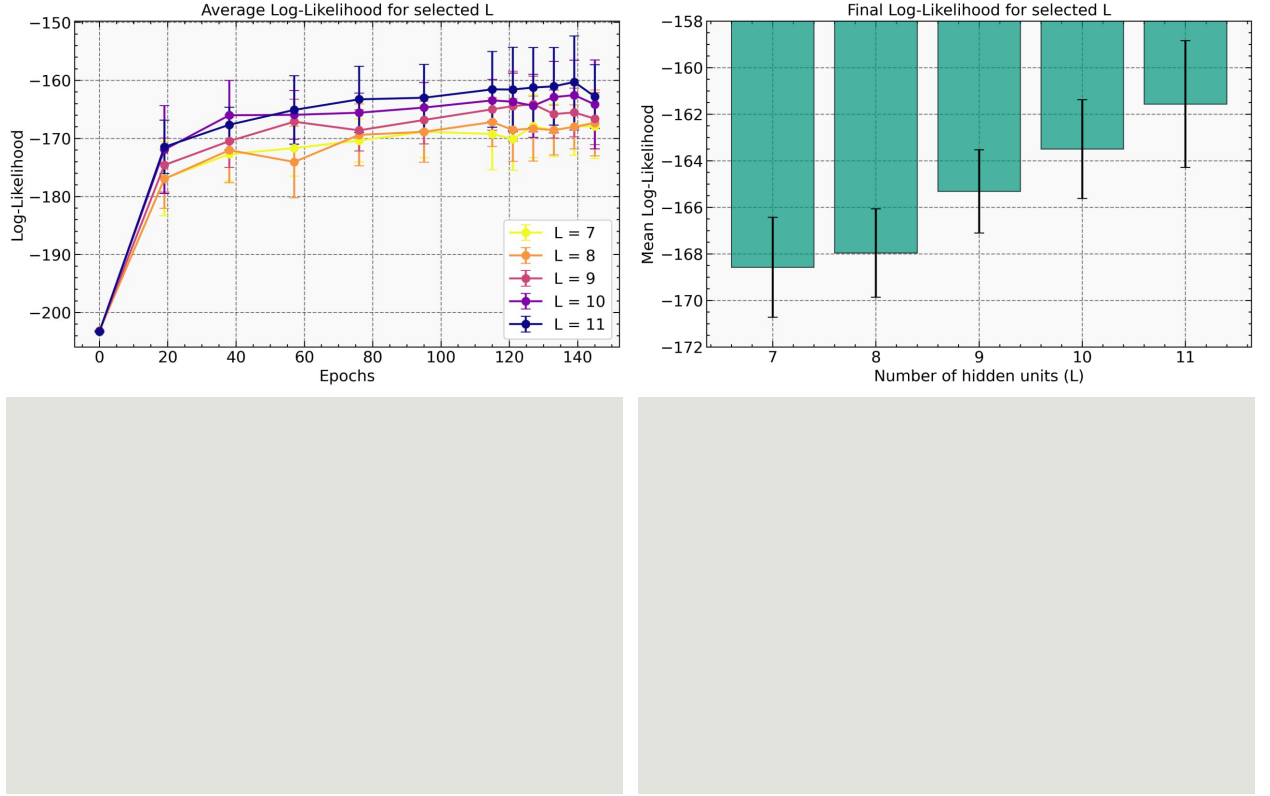 Average Log-Likelihood for selected L
−150
−160
−170
−180
−190
−200
Log-Likelihood
0 20 40 60 80 100 120 140
Epochs
L = 7
L = 8
L = 9
L = 10
L = 11
Final Log-Likelihood for selected L
−158
−160
−162
−164
−166
−168
−170
−172
Mean Log-Likelihood
7 8 9 10 11
Number of hidden units (L)